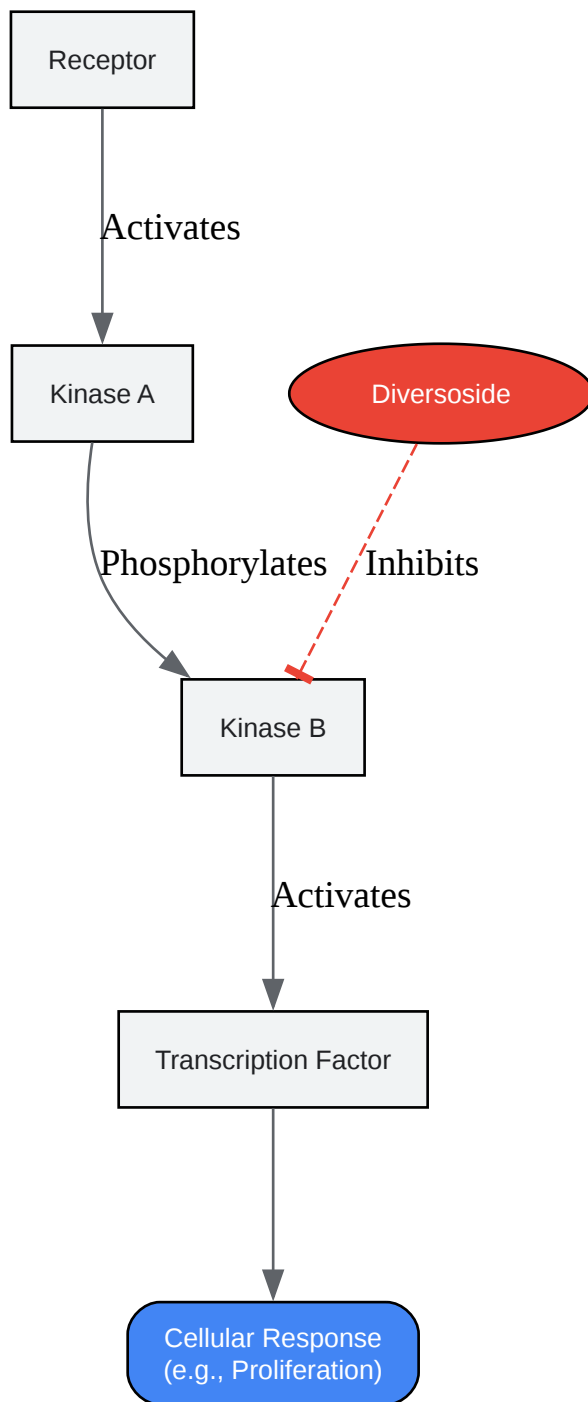 Receptor
Activates
Kinase A
Diversoside
Phosphorylates
Inhibits
Kinase B
Activates
Transcription Factor
Cellular Response
(e.g., Proliferation)